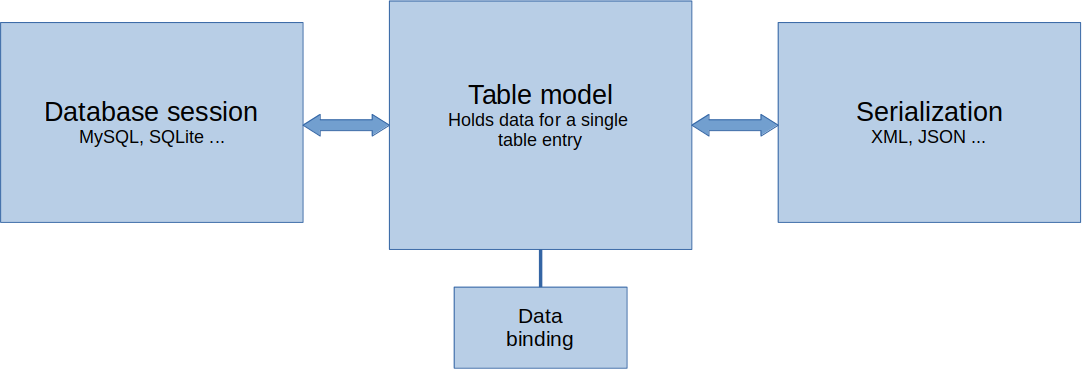 Database session
MySQL, SQLite ...
Table model
Holds data for a single
table entry
Serialization
XML, JSON ...
Data
binding